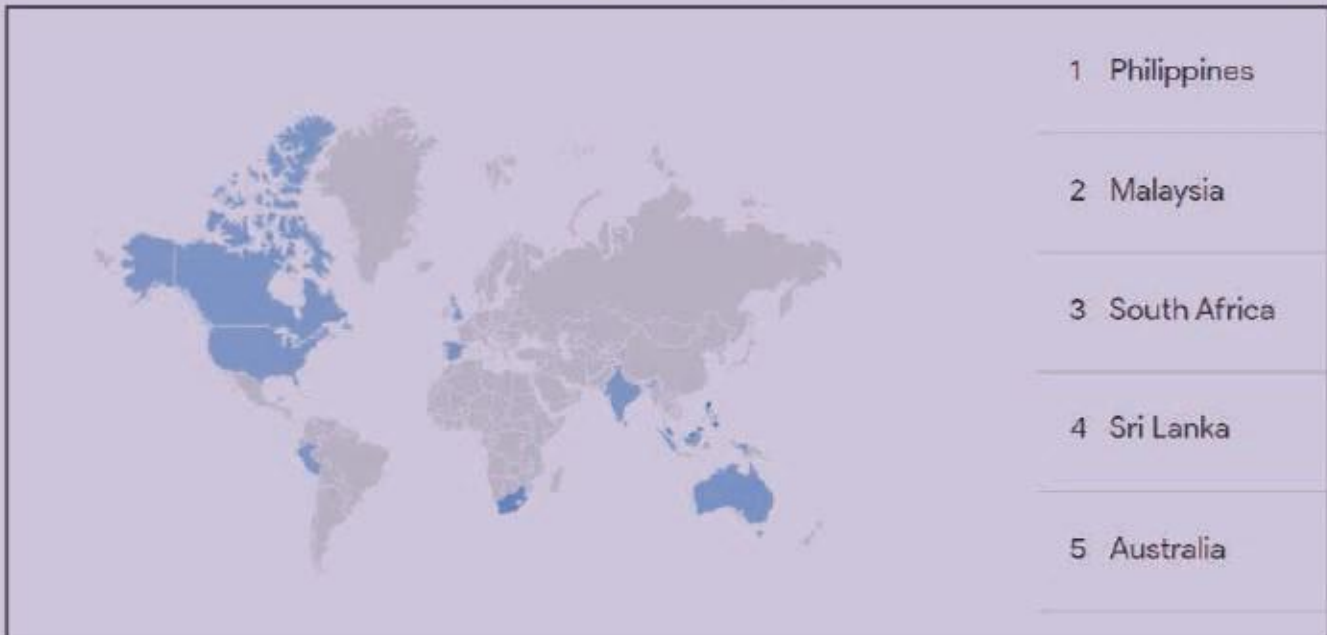 1 Philippines
2 Malaysia
3 South Africa
4 Sri Lanka
5 Australia